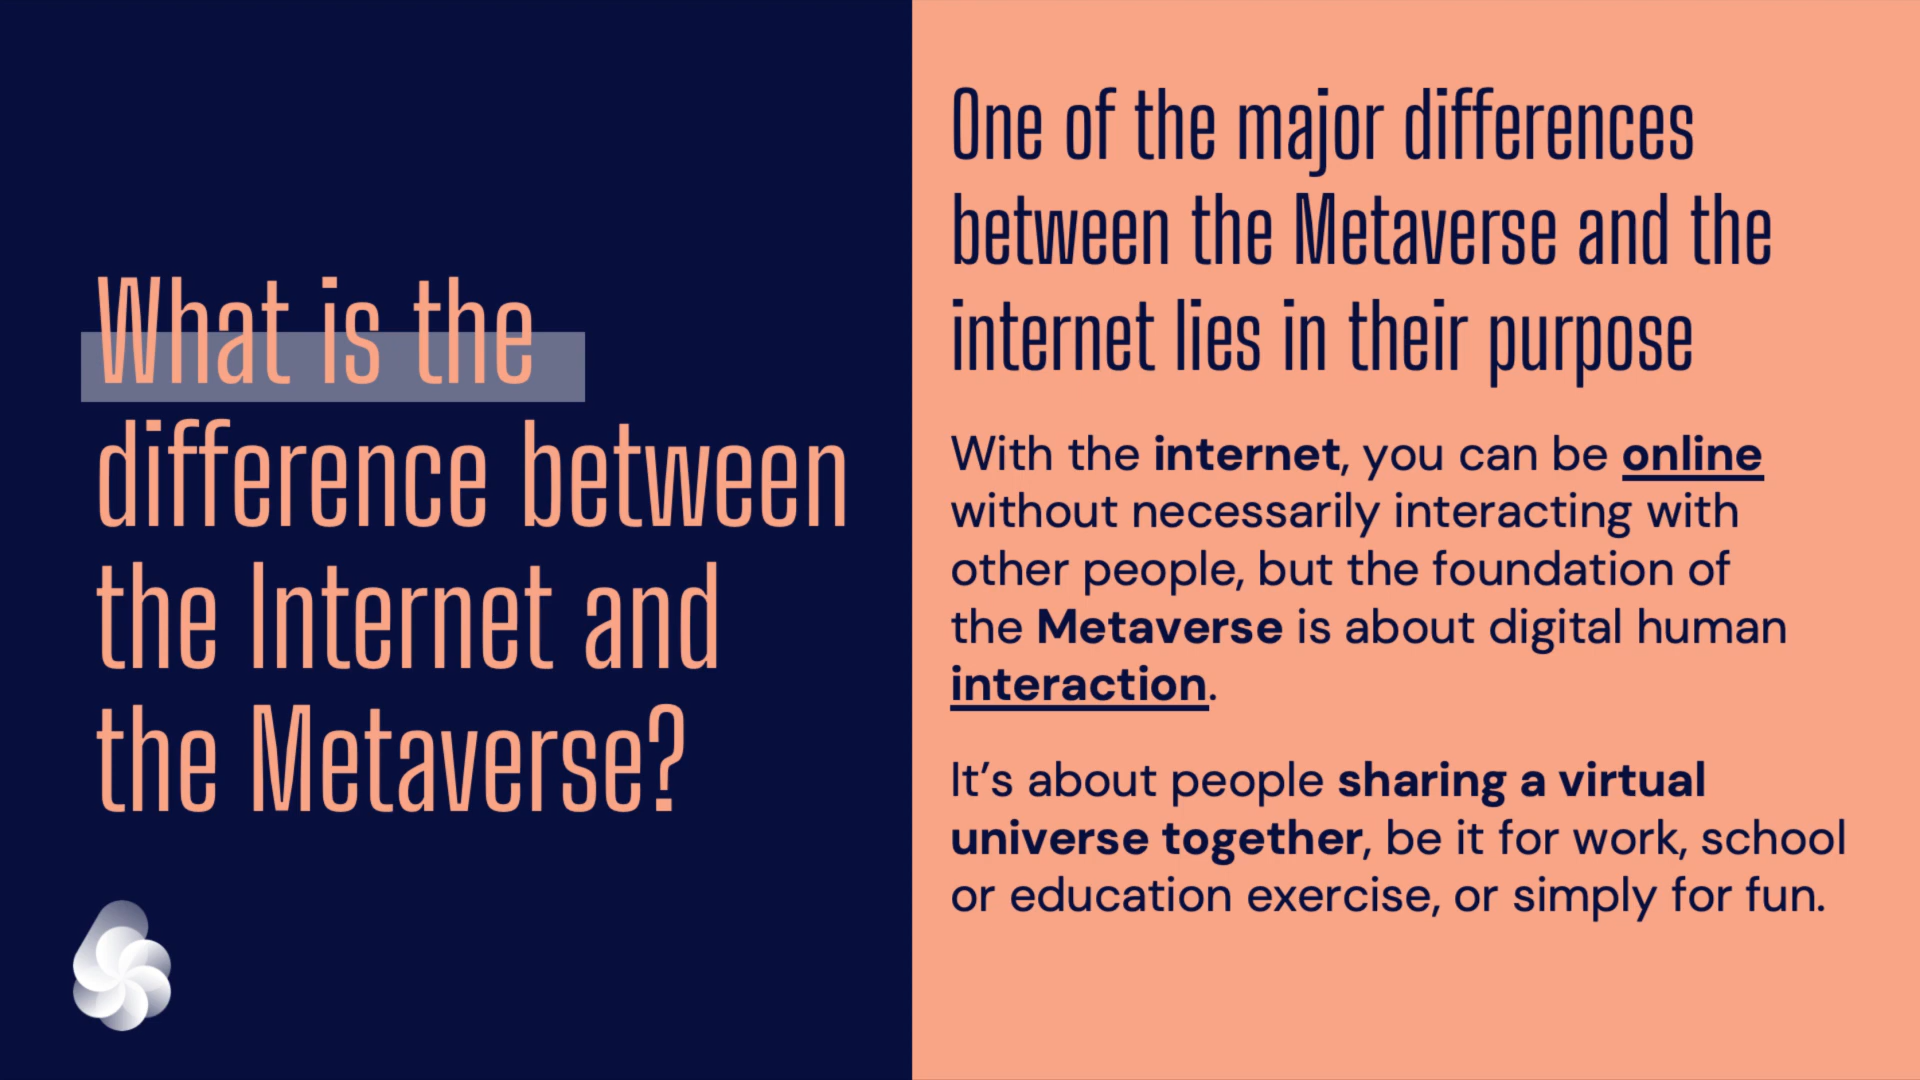 What is the
difference between
the Internet and
the Metaverse?
One of the major differences
between the Metaverse and the
internet lies in their purpose
With the internet, you can be online
without necessarily interacting with
other people, but the foundation of
the Metaverse is about digital human
interaction.
It’s about people sharing a virtual
universe together, be it for work, school
or education exercise, or simply for fun.